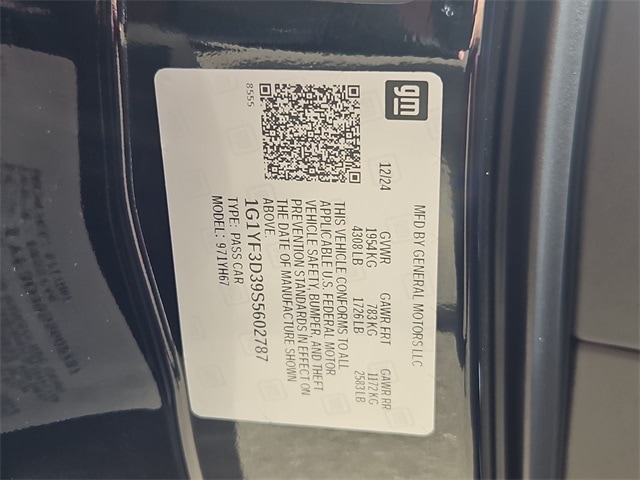 gm
MFD BY GENERAL MOTORS LLC
12/24 GVWR GAWR FRT GAWR RR
1954 KG 783 KG 1172 KG
4308 LB 1726 LB 2583 LB
THIS VEHICLE CONFORMS TO ALL
APPLICABLE U.S. FEDERAL MOTOR
VEHICLE SAFETY, BUMPER, AND THEFT
PREVENTION STANDARDS IN EFFECT ON
THE DATE OF MANUFACTURE SHOWN
ABOVE.
1G1YF3D39S5602787
TYPE: PASS CAR
MODEL: 971YH67
8555